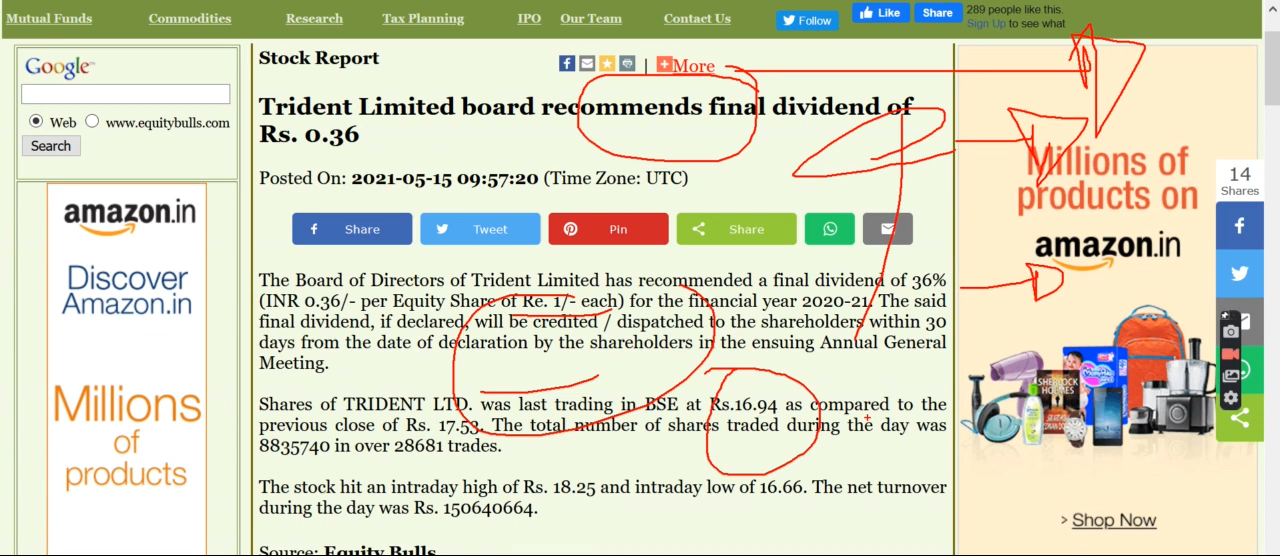 Mutual Funds Commodities Research Tax Planning IPO Our Team Contact Us Follow Like Share 289 people like this.
Sign Up to see what
Google
Web www.equitybulls.com
Search
amazon.in
Discover
Amazon.in
Millions
of
products
Stock Report
More
Trident Limited board recommends final dividend of
Rs. 0.36
Posted On: 2021-05-15 09:57:20 (Time Zone: UTC)
Share Tweet Pin Share
The Board of Directors of Trident Limited has recommended a final dividend of 36%
(INR 0.36/- per Equity Share of Re. 1/- each) for the financial year 2020-21. The said
final dividend, if declared, will be credited / dispatched to the shareholders within 30
days from the date of declaration by the shareholders in the ensuing Annual General
Meeting.
Shares of TRIDENT LTD. was last trading in BSE at Rs.16.94 as compared to the
previous close of Rs. 17.53. The total number of shares traded during the day was
8835740 in over 28681 trades.
The stock hit an intraday high of Rs. 18.25 and intraday low of 16.66. The net turnover
during the day was Rs. 150640664.
Source: Equity Bulls
Millions of
products on
amazon.in
SHERLOCK
HOLMES
> Shop Now
14
Shares